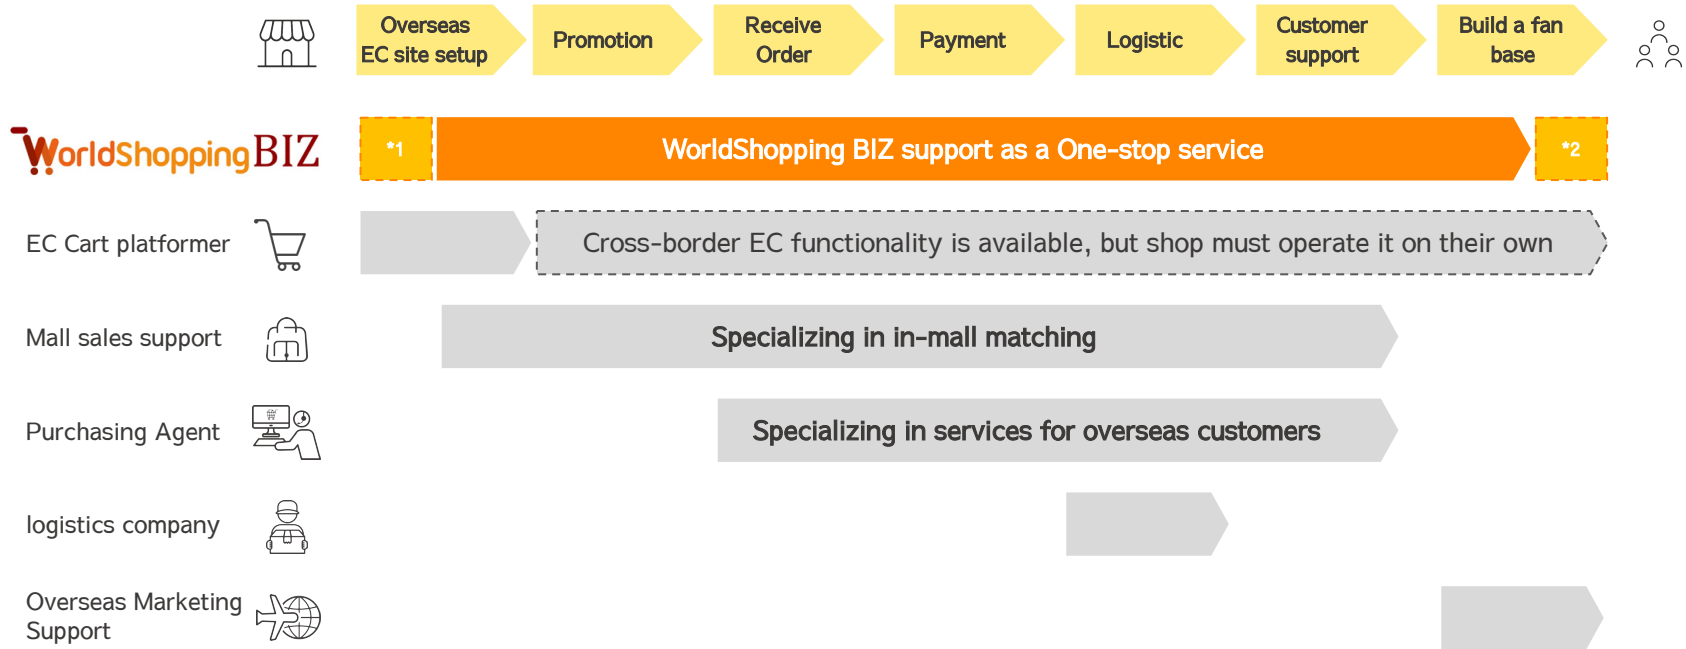 Overseas
EC site setup
Promotion
Receive
Order
Payment
Logistic
Customer
support
Build a fan
base
WorldShopping BIZ
*1
WorldShopping BIZ support as a One-stop service
*2
EC Cart platformer
Cross-border EC functionality is available, but shop must operate it on their own
Mall sales support
Specializing in in-mall matching
Purchasing Agent
Specializing in services for overseas customers
logistics company
Overseas Marketing
Support